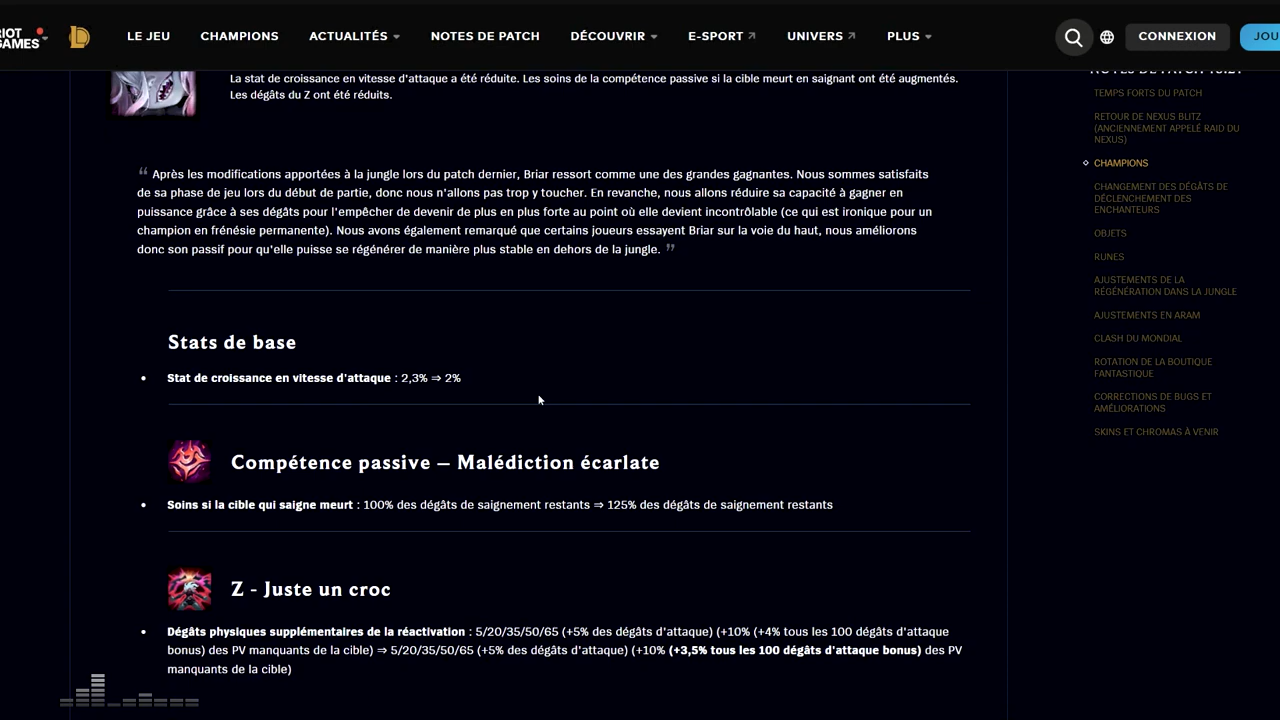 RIOT
GAMES
LE JEU
CHAMPIONS
ACTUALITÉS
NOTES DE PATCH
DÉCOUVRIR
E-SPORT
UNIVERS
PLUS
CONNEXION
JOU
La stat de croissance en vitesse d'attaque a été réduite. Les soins de la compétence passive si la cible meurt en saignant ont été augmentés.
Les dégâts du Z ont été réduits.
“ Après les modifications apportées à la jungle lors du patch dernier, Briar ressort comme une des grandes gagnantes. Nous sommes satisfaits
de sa phase de jeu lors du début de partie, donc nous n'allons pas trop y toucher. En revanche, nous allons réduire sa capacité à gagner en
puissance grâce à ses dégâts pour l'empêcher de devenir de plus en plus forte au point où elle devient incontrôlable (ce qui est ironique pour un
champion en frénésie permanente). Nous avons également remarqué que certains joueurs essayent Briar sur la voie du haut, nous améliorons
donc son passif pour qu'elle puisse se régénérer de manière plus stable en dehors de la jungle. ”
Stats de base
• Stat de croissance en vitesse d'attaque : 2,3% ⇒ 2%
Compétence passive – Malédiction écarlate
• Soins si la cible qui saigne meurt : 100% des dégâts de saignement restants ⇒ 125% des dégâts de saignement restants
Z - Juste un croc
• Dégâts physiques supplémentaires de la réactivation : 5/20/35/50/65 (+5% des dégâts d'attaque) (+10% (+4% tous les 100 dégâts d'attaque
bonus) des PV manquants de la cible) ⇒ 5/20/35/50/65 (+5% des dégâts d'attaque) (+10% (+3,5% tous les 100 dégâts d'attaque bonus) des PV
manquants de la cible)
TEMPS FORTS DU PATCH
RETOUR DE NEXUS BLITZ
(ANCIENNEMENT APPELÉ RAID DU
NEXUS)
CHAMPIONS
CHANGEMENT DES DÉGÂTS DE
DÉCLENCHEMENT DES
ENCHANTEURS
OBJETS
RUNES
AJUSTEMENTS DE LA
RÉGÉNÉRATION DANS LA JUNGLE
AJUSTEMENTS EN ARAM
CLASH DU MONDIAL
ROTATION DE LA BOUTIQUE
FANTASTIQUE
CORRECTIONS DE BUGS ET
AMÉLIORATIONS
SKINS ET CHROMAS À VENIR